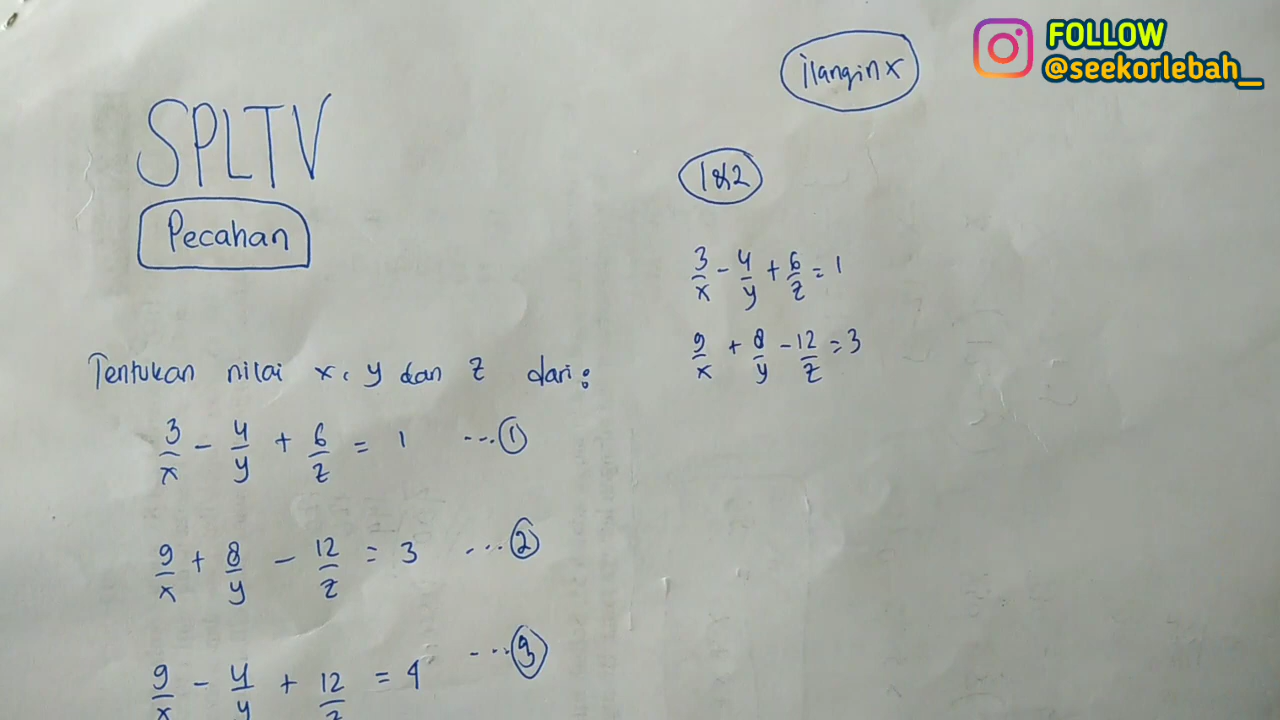 SPLTV
Pecahan
Tentukan nilai x, y dan z dari:
3/x - 4/y + 6/z = 1 ...①
9/x + 8/y - 12/z = 3 ...②
9/x - 4/y + 12/z = 4 ...③
ilangin x
1&2
3/x - 4/y + 6/z = 1
9/x + 8/y - 12/z = 3
FOLLOW
@seekorlebah_